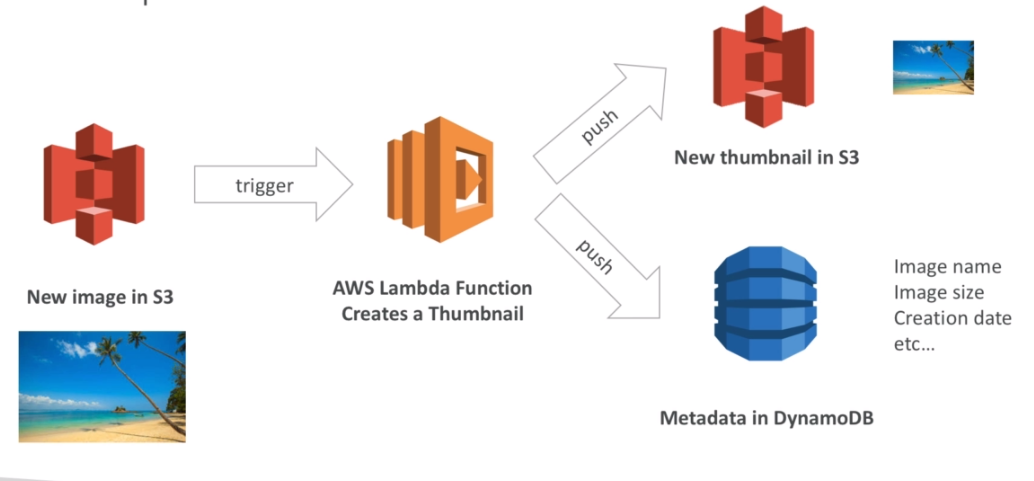 trigger
New image in S3
AWS Lambda Function
Creates a Thumbnail
push
New thumbnail in S3
push
Image name
Image size
Creation date
etc...
Metadata in DynamoDB